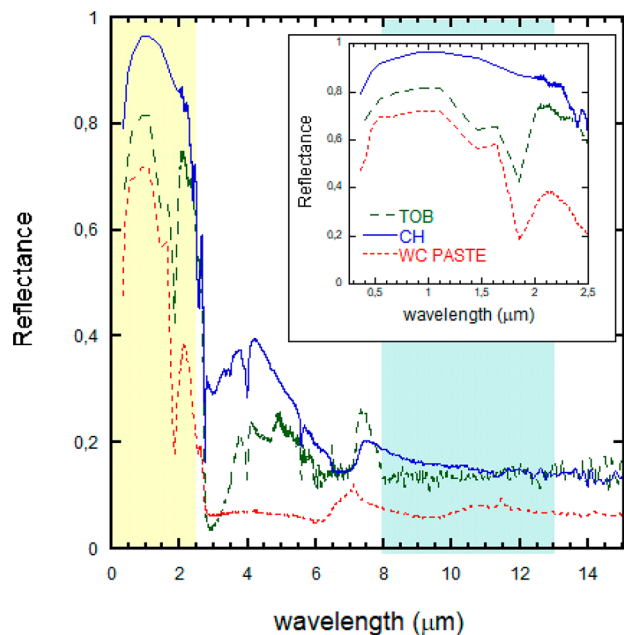 1
0,8
0,6
0,4
0,2
0
Reflectance
0 2 4 6 8 10 12 14
wavelength (μm)
1
0,8
0,6
0,4
0,2
0
Reflectance
TOB
CH
WC PASTE
0,5 1 1,5 2 2,5
wavelength (μm)